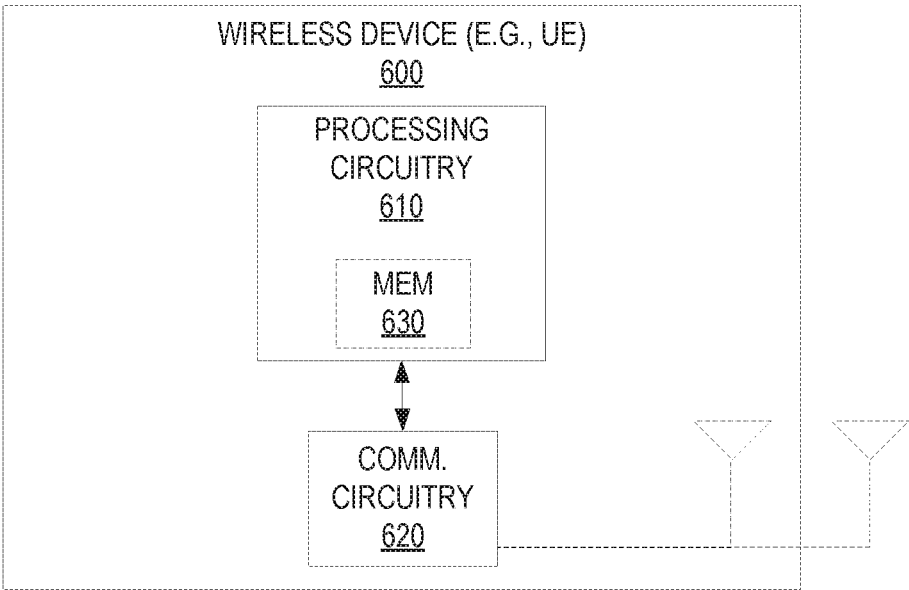 WIRELESS DEVICE (E.G., UE)
600
PROCESSING
CIRCUITRY
610
MEM
630
COMM.
CIRCUITRY
620